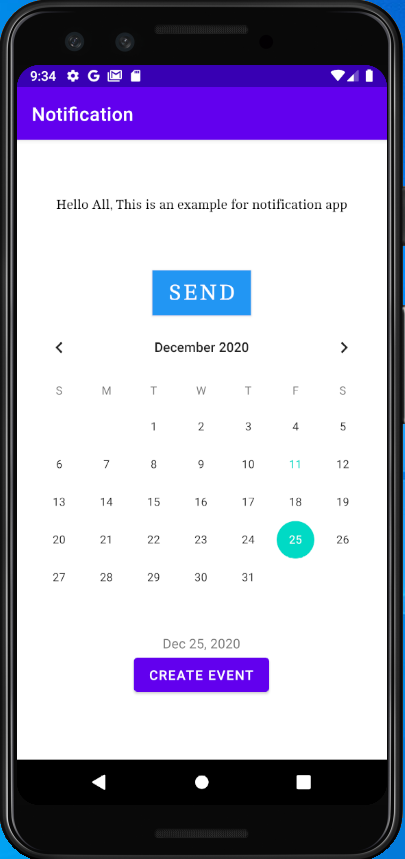 9:34
Notification
Hello All, This is an example for notification app
SEND
December 2020
S M T W T F S
1 2 3 4 5
6 7 8 9 10 11 12
13 14 15 16 17 18 19
20 21 22 23 24 25 26
27 28 29 30 31
Dec 25, 2020
CREATE EVENT